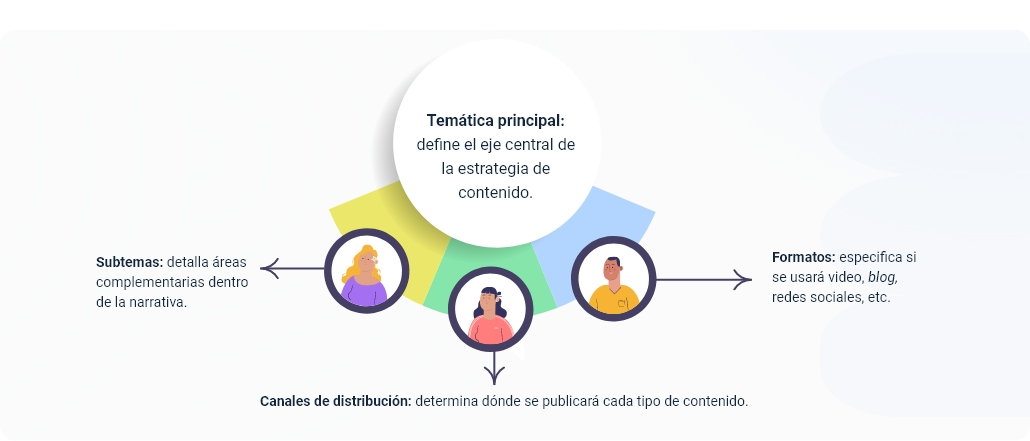 Temática principal:
define el eje central de
la estrategia de
contenido.
Subtemas: detalla áreas
complementarias dentro
de la narrativa.
Formatos: especifica si
se usará video, blog,
redes sociales, etc.
Canales de distribución: determina dónde se publicará cada tipo de contenido.